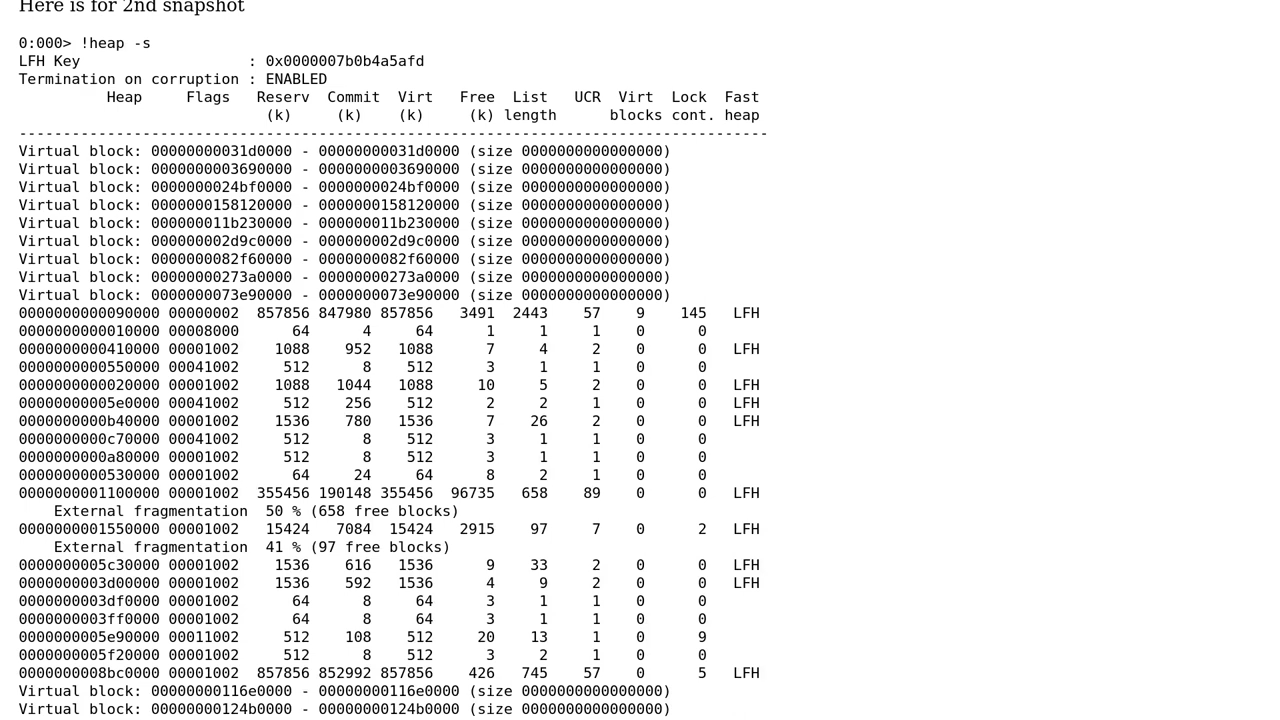 Here is for 2nd snapshot
0:000> !heap -s
LFH Key                   : 0x0000007b0b4a5afd
Termination on corruption : ENABLED
          Heap     Flags   Reserv  Commit  Virt   Free  List   UCR  Virt  Lock  Fast
                            (k)     (k)    (k)     (k) length      blocks cont. heap
-------------------------------------------------------------------------------------
Virtual block: 00000000031d0000 - 00000000031d0000 (size 0000000000000000)
Virtual block: 0000000003690000 - 0000000003690000 (size 0000000000000000)
Virtual block: 0000000024bf0000 - 0000000024bf0000 (size 0000000000000000)
Virtual block: 0000000158120000 - 0000000158120000 (size 0000000000000000)
Virtual block: 000000011b230000 - 000000011b230000 (size 0000000000000000)
Virtual block: 000000002d9c0000 - 000000002d9c0000 (size 0000000000000000)
Virtual block: 0000000082f60000 - 0000000082f60000 (size 0000000000000000)
Virtual block: 00000000273a0000 - 00000000273a0000 (size 0000000000000000)
Virtual block: 0000000073e90000 - 0000000073e90000 (size 0000000000000000)
0000000000090000 00000002  857856 847980 857856   3491  2443    57    9    145   LFH
0000000000010000 00008000      64      4     64      1     1     1    0      0
0000000000410000 00001002    1088    952   1088      7     4     2    0      0   LFH
0000000000550000 00041002     512      8    512      3     1     1    0      0
0000000000020000 00001002    1088   1044   1088     10     5     2    0      0   LFH
00000000005e0000 00041002     512    256    512      2     2     1    0      0   LFH
0000000000b40000 00001002    1536    780   1536      7    26     2    0      0   LFH
0000000000c70000 00041002     512      8    512      3     1     1    0      0
0000000000a80000 00001002     512      8    512      3     1     1    0      0
0000000000530000 00001002      64     24     64      8     2     1    0      0
0000000001100000 00001002  355456 190148 355456  96735   658    89    0      0   LFH
    External fragmentation  50 % (658 free blocks)
0000000001550000 00001002   15424   7084  15424   2915    97     7    0      2   LFH
    External fragmentation  41 % (97 free blocks)
0000000005c30000 00001002    1536    616   1536      9    33     2    0      0   LFH
0000000003d00000 00001002    1536    592   1536      4     9     2    0      0   LFH
0000000003df0000 00001002      64      8     64      3     1     1    0      0
0000000003ff0000 00001002      64      8     64      3     1     1    0      0
0000000005e90000 00011002     512    108    512     20    13     1    0      9
0000000005f20000 00001002     512      8    512      3     2     1    0      0
0000000008bc0000 00001002  857856 852992 857856    426   745    57    0      5   LFH
Virtual block: 00000000116e0000 - 00000000116e0000 (size 0000000000000000)
Virtual block: 00000000124b0000 - 00000000124b0000 (size 0000000000000000)